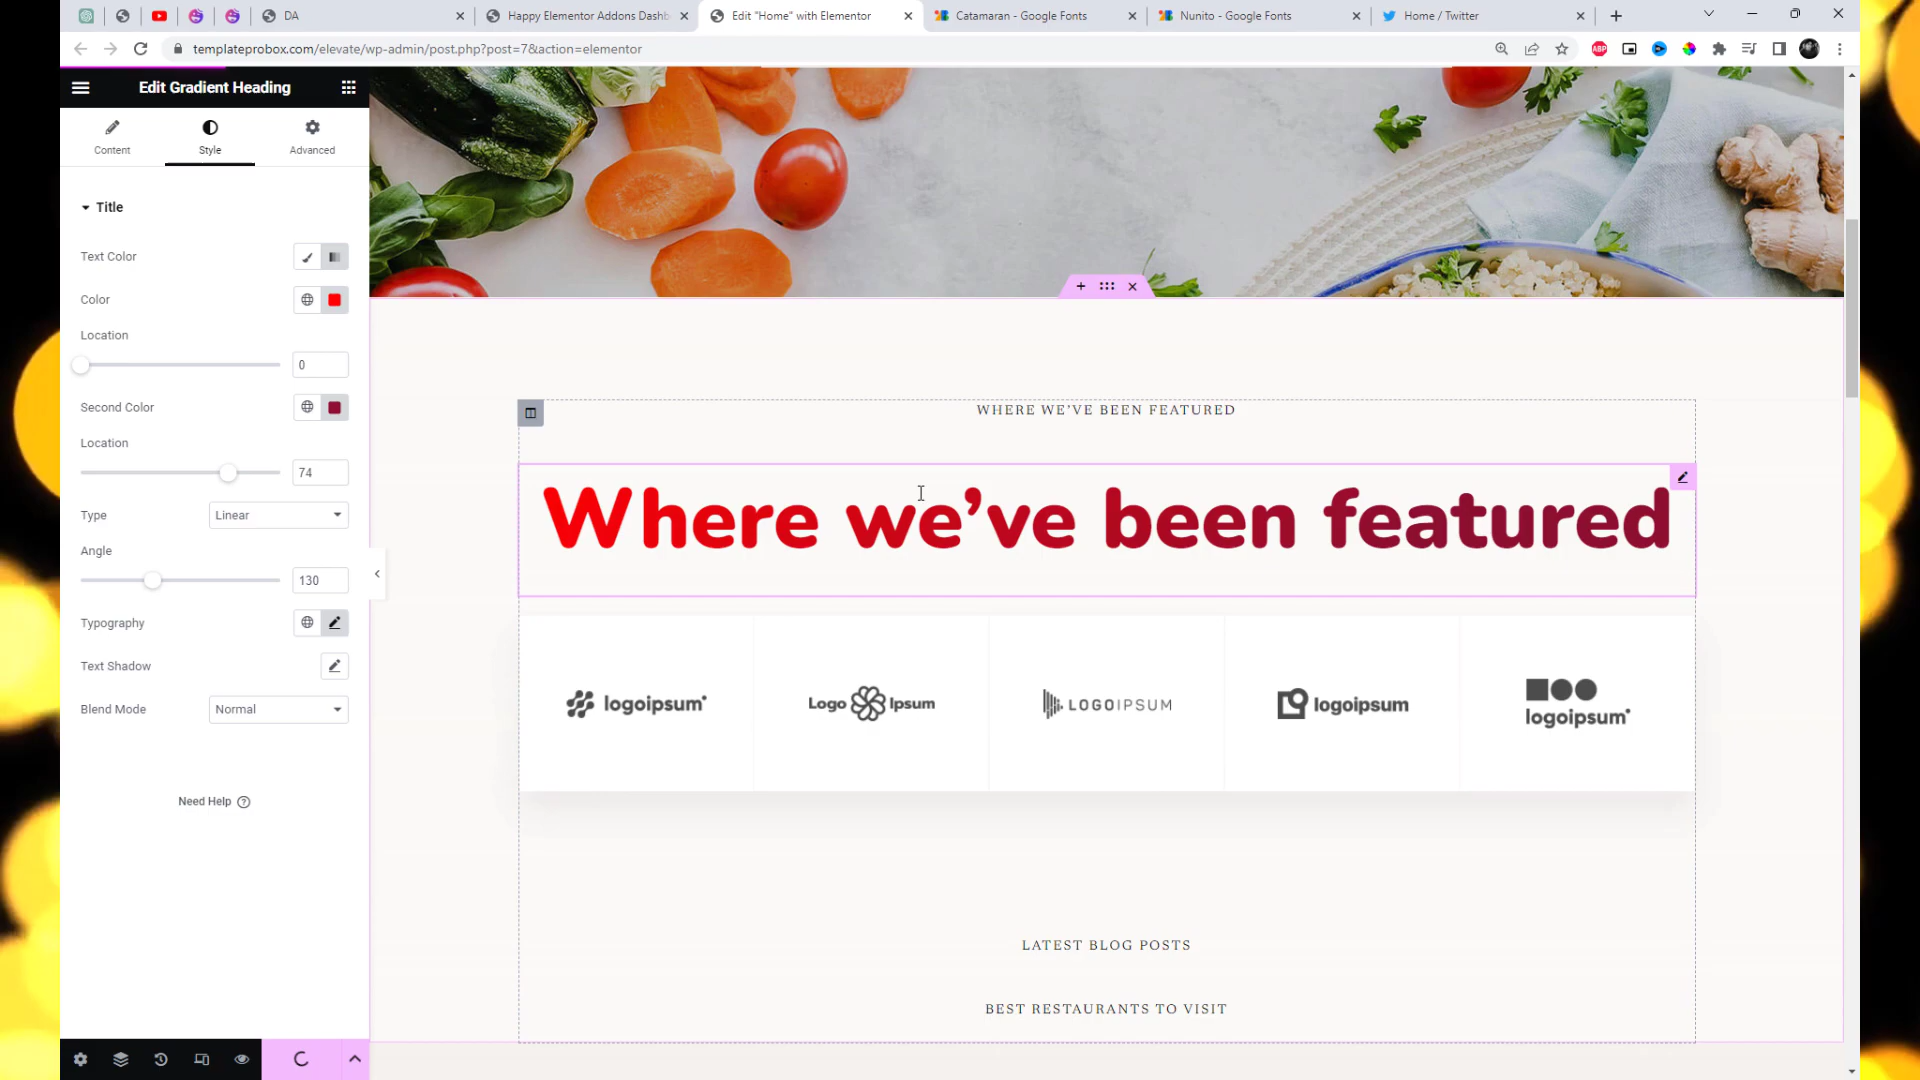 DA
Happy Elementor Addons Dashb
Edit "Home" with Elementor
Catamaran - Google Fonts
Nunito - Google Fonts
Home / Twitter
templateprobox.com/elevate/wp-admin/post.php?post=7&action=elementor
ABP
Edit Gradient Heading
Content
Style
Advanced
Title
Text Color
Color
Location
0
Second Color
Location
74
Type
Linear
Angle
130
Typography
Text Shadow
Blend Mode
Normal
Need Help
WHERE WE’VE BEEN FEATURED
Where we’ve been featured
logoipsum
Logo Ipsum
LOGOIPSUM
logoipsum
logoipsum
LATEST BLOG POSTS
BEST RESTAURANTS TO VISIT